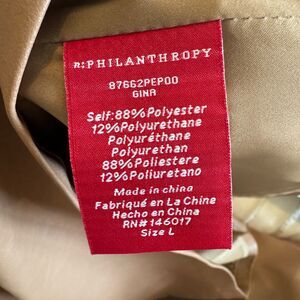 R:PHILANTHROPY
87662PEPDO
GINA
Self:88%Polyester
12%Polyurethane
Polyuréthane
Polyurethan
88%Poliestere
12%Poliuretano
Made in china
Fabriqué en La Chine
Hecho en China
RN#146017
Size L